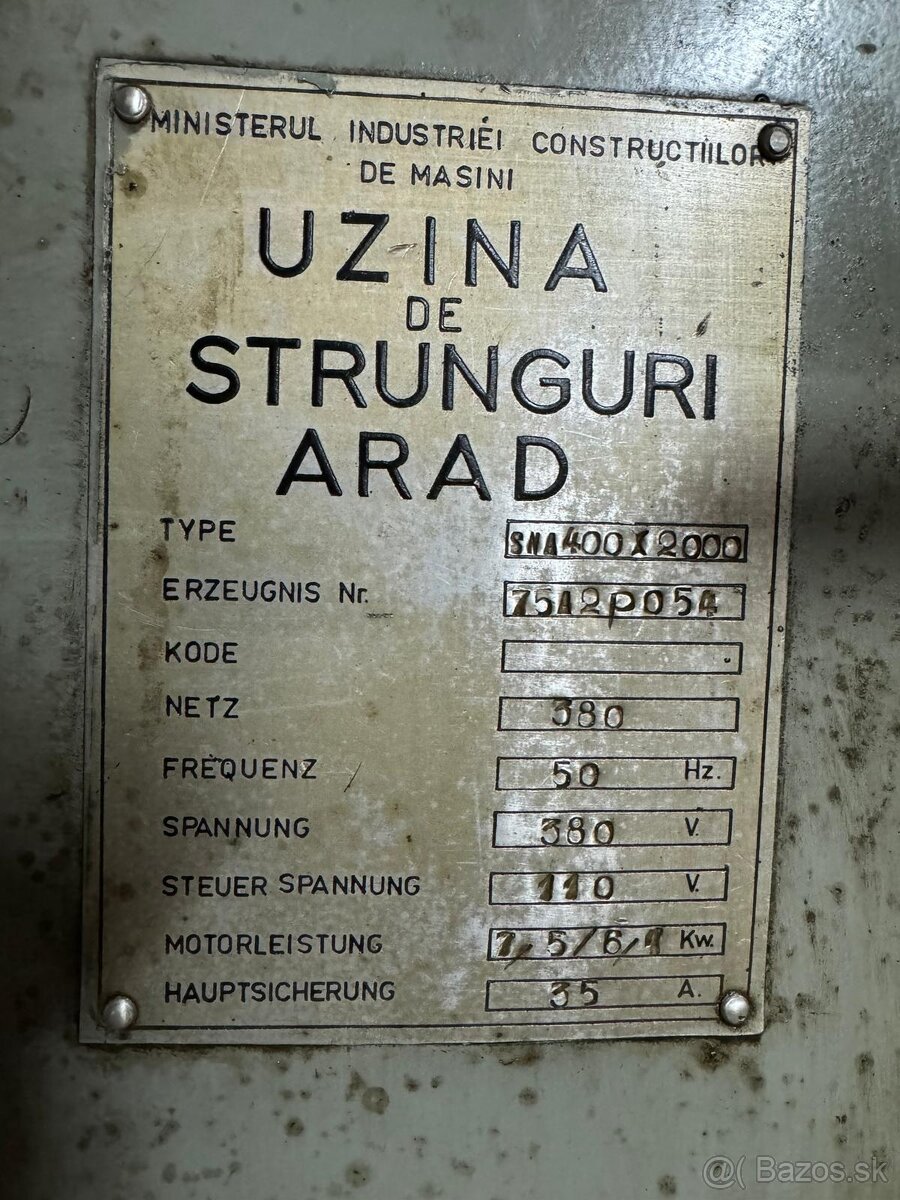 MINISTERUL INDUSTRIEI CONSTRUCTIILOR
DE MASINI
UZINA
DE
STRUNGURI
ARAD
TYPE SNA400X2000
ERZEUGNIS Nr. 75A2P054
KODE
NETZ 380
FREQUENZ 50 Hz.
SPANNUNG 380 V.
STEUER SPANNUNG 110 V.
MOTORLEISTUNG 7,5/6,1 Kw.
HAUPTSICHERUNG 35 A.
@( Bazos.sk